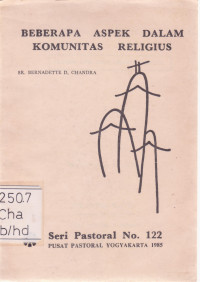 BEBERAPA ASPEK DALAM
KOMUNITAS RELIGIUS
SR. BERNADETTE D. CHANDRA
250.7
Cha
b/hd
Seri Pastoral No. 122
PUSAT PASTORAL YOGYAKARTA 1985